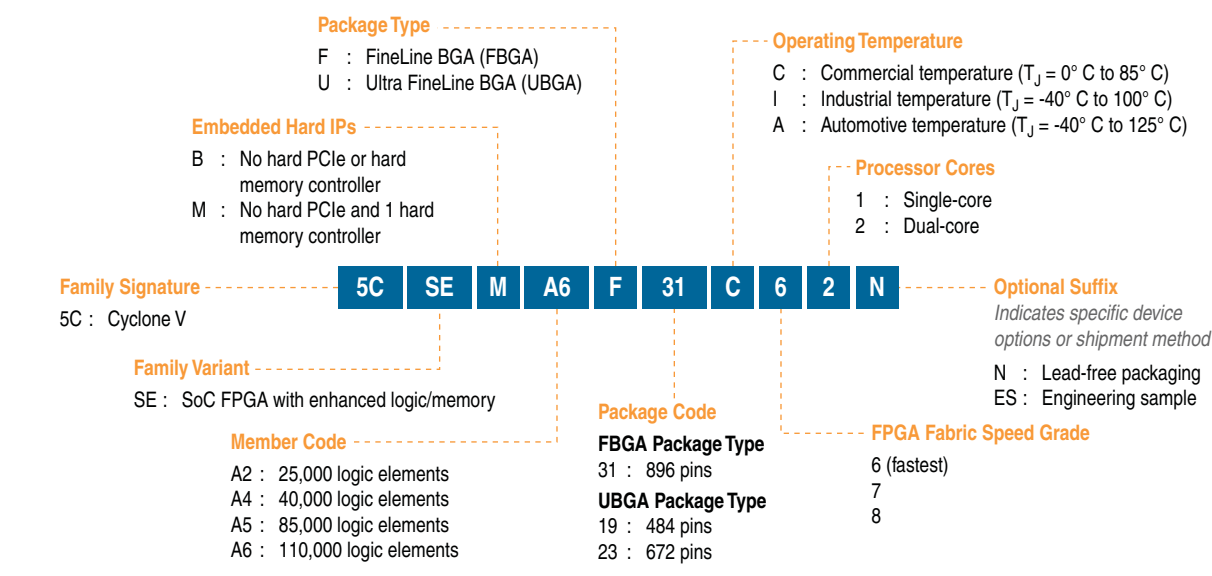 Package Type
F : FineLine BGA (FBGA)
U : Ultra FineLine BGA (UBGA)
Operating Temperature
C : Commercial temperature (TJ = 0° C to 85° C)
I : Industrial temperature (TJ = -40° C to 100° C)
A : Automotive temperature (TJ = -40° C to 125° C)
Embedded Hard IPs
B : No hard PCIe or hard
memory controller
M : No hard PCIe and 1 hard
memory controller
Processor Cores
1 : Single-core
2 : Dual-core
5C SE M A6 F 31 C 6 2 N
Family Signature
5C : Cyclone V
Optional Suffix
Indicates specific device
options or shipment method
N : Lead-free packaging
ES : Engineering sample
Family Variant
SE : SoC FPGA with enhanced logic/memory
Member Code
A2 : 25,000 logic elements
A4 : 40,000 logic elements
A5 : 85,000 logic elements
A6 : 110,000 logic elements
Package Code
FBGA Package Type
31 : 896 pins
UBGA Package Type
19 : 484 pins
23 : 672 pins
FPGA Fabric Speed Grade
6 (fastest)
7
8